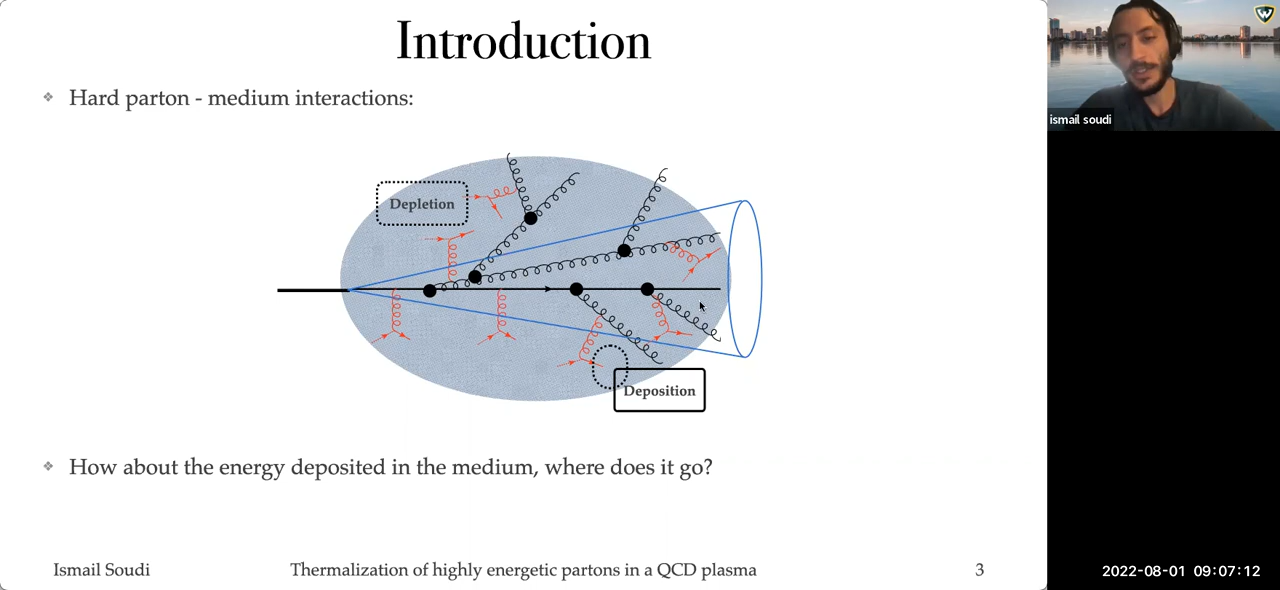 Introduction
❖ Hard parton - medium interactions:
Depletion
Deposition
❖ How about the energy deposited in the medium, where does it go?
Ismail Soudi
Thermalization of highly energetic partons in a QCD plasma
3
W
ismail soudi
2022-08-01 09:07:12